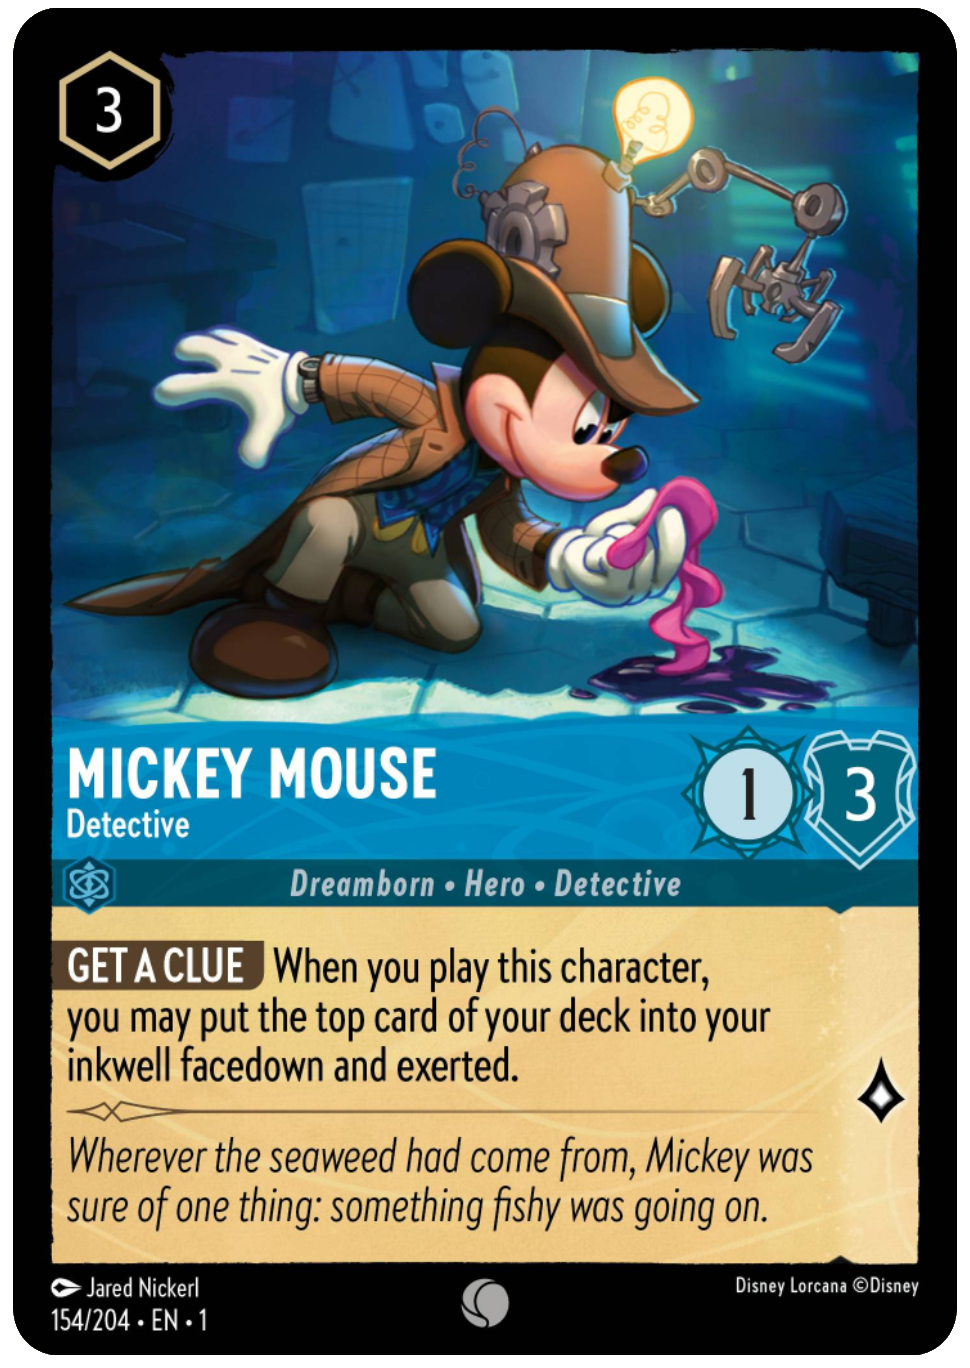 3
MICKEY MOUSE
Detective
1
3
Dreamborn • Hero • Detective
GET A CLUE When you play this character,
you may put the top card of your deck into your
inkwell facedown and exerted.
Wherever the seaweed had come from, Mickey was
sure of one thing: something fishy was going on.
Jared Nickerl
154/204 • EN • 1
Disney Lorcana ©Disney